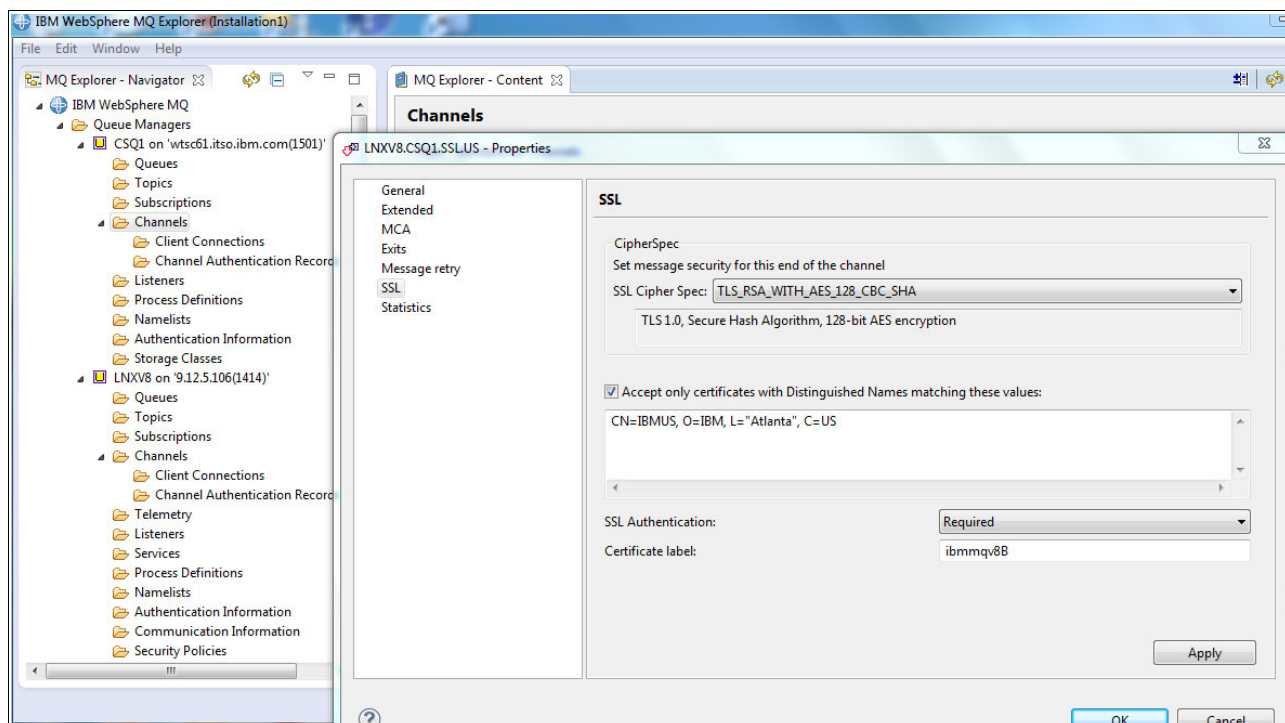 IBM WebSphere MQ Explorer (Installation1)
File Edit Window Help
MQ Explorer - Navigator
IBM WebSphere MQ
Queue Managers
CSQ1 on 'wtsc61.itso.ibm.com(1501)'
Queues
Topics
Subscriptions
Channels
Client Connections
Channel Authentication Record
Listeners
Process Definitions
Namelists
Authentication Information
Storage Classes
LNXV8 on '9.12.5.106(1414)'
Queues
Topics
Subscriptions
Channels
Client Connections
Channel Authentication Record
Telemetry
Listeners
Services
Process Definitions
Namelists
Authentication Information
Communication Information
Security Policies
MQ Explorer - Content
Channels
LNXV8.CSQ1.SSL.US - Properties
General
Extended
MCA
Exits
Message retry
SSL
Statistics
SSL
CipherSpec
Set message security for this end of the channel
SSL Cipher Spec: TLS_RSA_WITH_AES_128_CBC_SHA
TLS 1.0, Secure Hash Algorithm, 128-bit AES encryption
Accept only certificates with Distinguished Names matching these values:
CN=IBMUS, O=IBM, L="Atlanta", C=US
SSL Authentication: Required
Certificate label: ibmmqv8B
Apply
OK Cancel